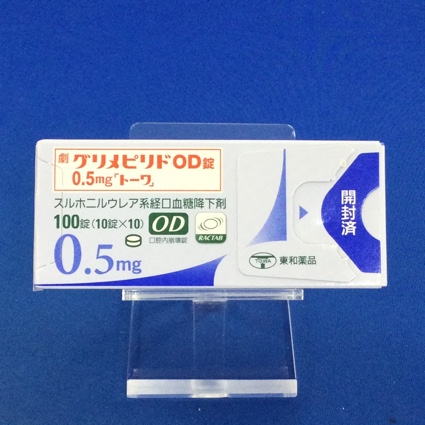 劇 グリメピリドOD錠
0.5mg「トーワ」
スルホニルウレア系経口血糖降下剤
100錠(10錠×10)
OD
口腔内崩壊錠
RACTAB
0.5mg
開封済
TOWA
東和薬品